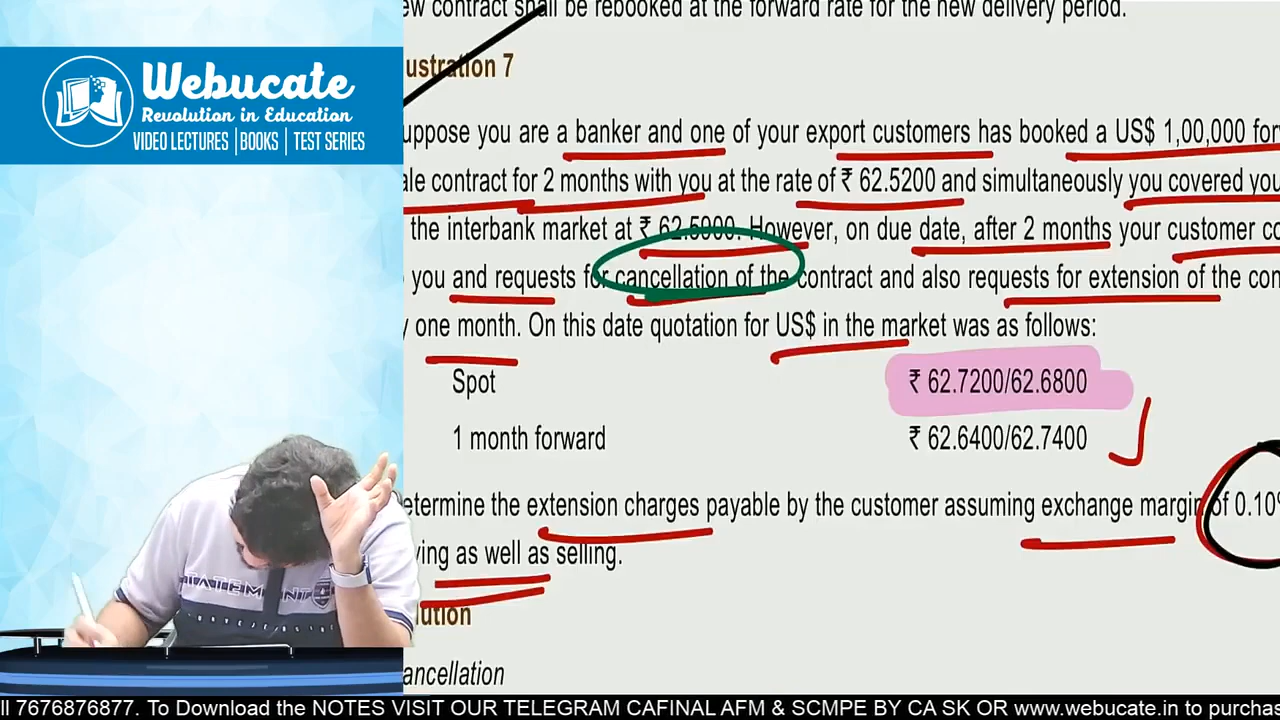 ew contract shall be rebooked at the forward rate for the new delivery period.
ustration 7
Webucate
Revolution in Education
VIDEO LECTURES | BOOKS | TEST SERIES
uppose you are a banker and one of your export customers has booked a US$ 1,00,000 for
ale contract for 2 months with you at the rate of ₹ 62.5200 and simultaneously you covered you
the interbank market at ₹ 62.5900. However, on due date, after 2 months your customer co
you and requests for cancellation of the contract and also requests for extension of the con
y one month. On this date quotation for US$ in the market was as follows:
Spot ₹ 62.7200/62.6800
1 month forward ₹ 62.6400/62.7400
etermine the extension charges payable by the customer assuming exchange margin of 0.10%
ying as well as selling.
STATEMENT
lution
ancellation
ll 7676876877. To Download the NOTES VISIT OUR TELEGRAM CAFINAL AFM & SCMPE BY CA SK OR www.webucate.in to purchas